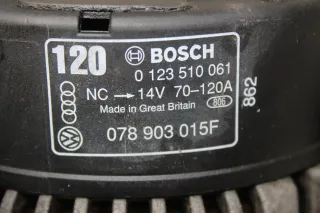 120
BOSCH
0 123 510 061
NC → 14V 70-120A
Made in Great Britain 806
078 903 015F
862